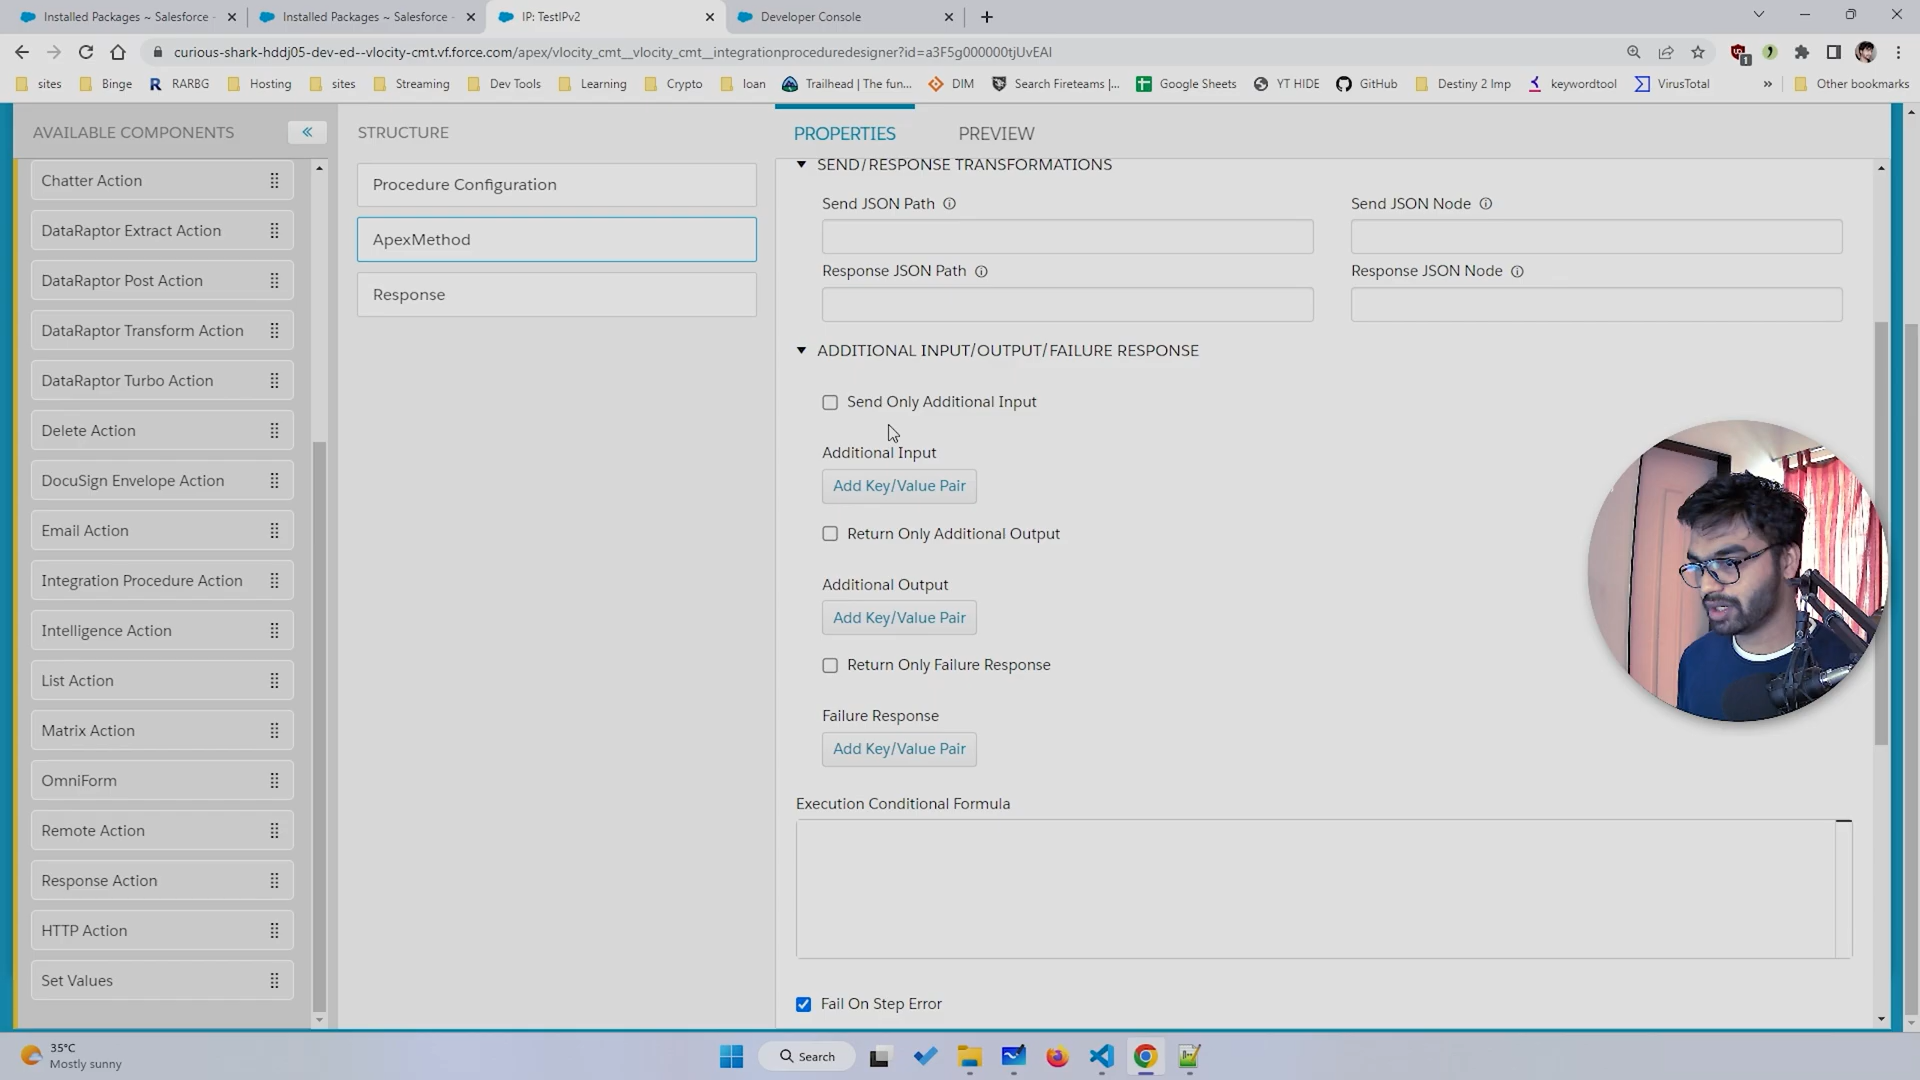 Installed Packages ~ Salesforce -
Installed Packages ~ Salesforce -
IP: TestIPv2
Developer Console
curious-shark-hddj05-dev-ed--vlocity-cmt.vf.force.com/apex/vlocity_cmt__vlocity_cmt__integrationproceduredesigner?id=a3F5g000000tjUvEAI
sites
Binge
R RARBG
Hosting
sites
Streaming
Dev Tools
Learning
Crypto
loan
Trailhead | The fun...
DIM
Search Fireteams |...
Google Sheets
YT HIDE
GitHub
Destiny 2 Imp
keywordtool
VirusTotal
»
Other bookmarks
AVAILABLE COMPONENTS
Chatter Action
DataRaptor Extract Action
DataRaptor Post Action
DataRaptor Transform Action
DataRaptor Turbo Action
Delete Action
DocuSign Envelope Action
Email Action
Integration Procedure Action
Intelligence Action
List Action
Matrix Action
OmniForm
Remote Action
Response Action
HTTP Action
Set Values
STRUCTURE
Procedure Configuration
ApexMethod
Response
PROPERTIES
PREVIEW
SEND/RESPONSE TRANSFORMATIONS
Send JSON Path
Send JSON Node
Response JSON Path
Response JSON Node
ADDITIONAL INPUT/OUTPUT/FAILURE RESPONSE
Send Only Additional Input
Additional Input
Add Key/Value Pair
Return Only Additional Output
Additional Output
Add Key/Value Pair
Return Only Failure Response
Failure Response
Add Key/Value Pair
Execution Conditional Formula
Fail On Step Error
35°C
Mostly sunny
Search